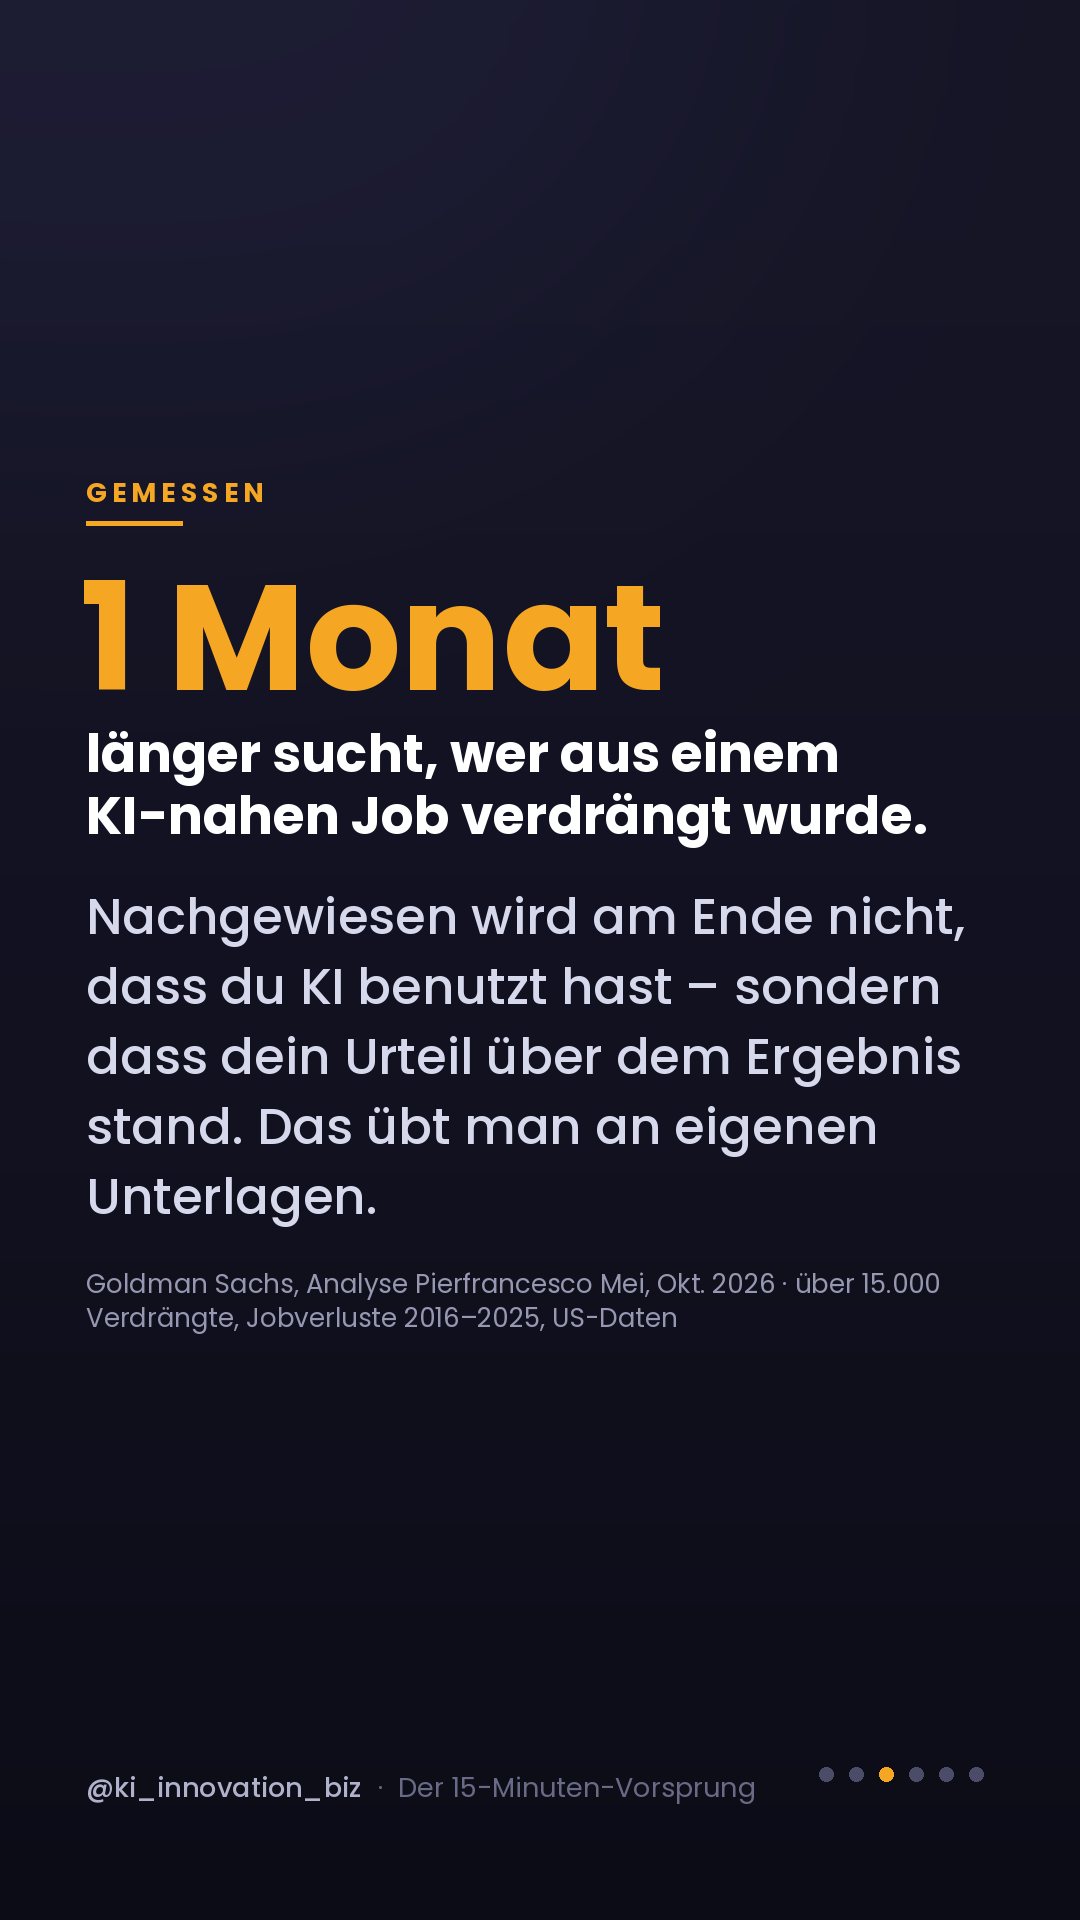 GEMESSEN
1 Monat
länger sucht, wer aus einem
KI-nahen Job verdrängt wurde.
Nachgewiesen wird am Ende nicht,
dass du KI benutzt hast – sondern
dass dein Urteil über dem Ergebnis
stand. Das übt man an eigenen
Unterlagen.
Goldman Sachs, Analyse Pierfrancesco Mei, Okt. 2026 · über 15.000
Verdrängte, Jobverluste 2016–2025, US-Daten
@ki_innovation_biz · Der 15-Minuten-Vorsprung